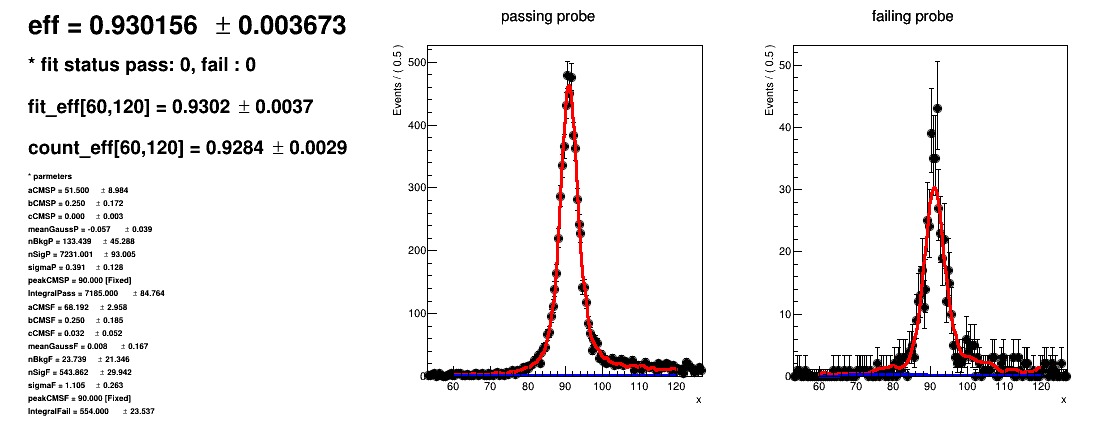 eff = 0.930156 ± 0.003673
* fit status pass: 0, fail : 0
fit_eff[60,120] = 0.9302 ± 0.0037
count_eff[60,120] = 0.9284 ± 0.0029
* parmeters
aCMSP = 51.500 ± 8.984
bCMSP = 0.250 ± 0.172
cCMSP = 0.000 ± 0.003
meanGaussP = -0.057 ± 0.039
nBkgP = 133.439 ± 45.288
nSigP = 7231.001 ± 93.005
sigmaP = 0.391 ± 0.128
peakCMSP = 90.000 [Fixed]
IntegralPass = 7185.000 ± 84.764
aCMSF = 68.192 ± 2.958
bCMSF = 0.250 ± 0.185
cCMSF = 0.032 ± 0.052
meanGaussF = 0.008 ± 0.167
nBkgF = 23.739 ± 21.346
nSigF = 543.862 ± 29.942
sigmaF = 1.105 ± 0.263
peakCMSF = 90.000 [Fixed]
IntegralFail = 554.000 ± 23.537
passing probe
Events / ( 0.5 )
500
400
300
200
100
0
60 70 80 90 100 110 120
x
failing probe
Events / ( 0.5 )
50
40
30
20
10
0
60 70 80 90 100 110 120
x